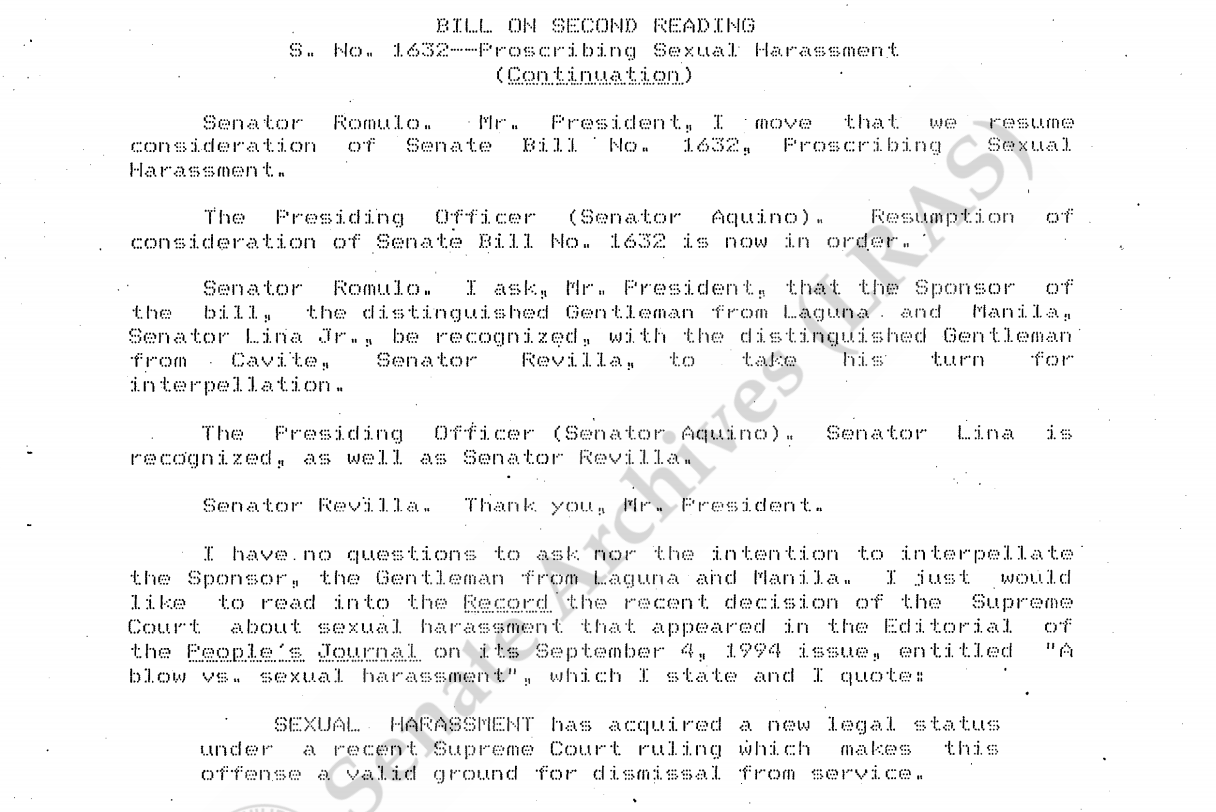 BILL ON SECOND READING
S. No. 1632--Proscribing Sexual Harassment
(Continuation)
Senator Romulo. Mr. President, I move that we resume
consideration of Senate Bill No. 1632, Proscribing Sexual
Harassment.
The Presiding Officer (Senator Aquino). Resumption of
consideration of Senate Bill No. 1632 is now in order.
Senator Romulo. I ask, Mr. President, that the Sponsor of
the bill, the distinguished Gentleman from Laguna and Manila,
Senator Lina Jr., be recognized, with the distinguished Gentleman
from Cavite, Senator Revilla, to take his turn for
interpellation.
The Presiding Officer (Senator Aquino). Senator Lina is
recognized, as well as Senator Revilla.
Senator Revilla. Thank you, Mr. President.
I have no questions to ask nor the intention to interpellate
the Sponsor, the Gentleman from Laguna and Manila. I just would
like to read into the Record the recent decision of the Supreme
Court about sexual harassment that appeared in the Editorial of
the People's Journal on its September 4, 1994 issue, entitled "A
blow vs. sexual harassment", which I state and I quote:
SEXUAL HARASSMENT has acquired a new legal status
under a recent Supreme Court ruling which makes this
offense a valid ground for dismissal from service.
Senate Archives (LRAS)